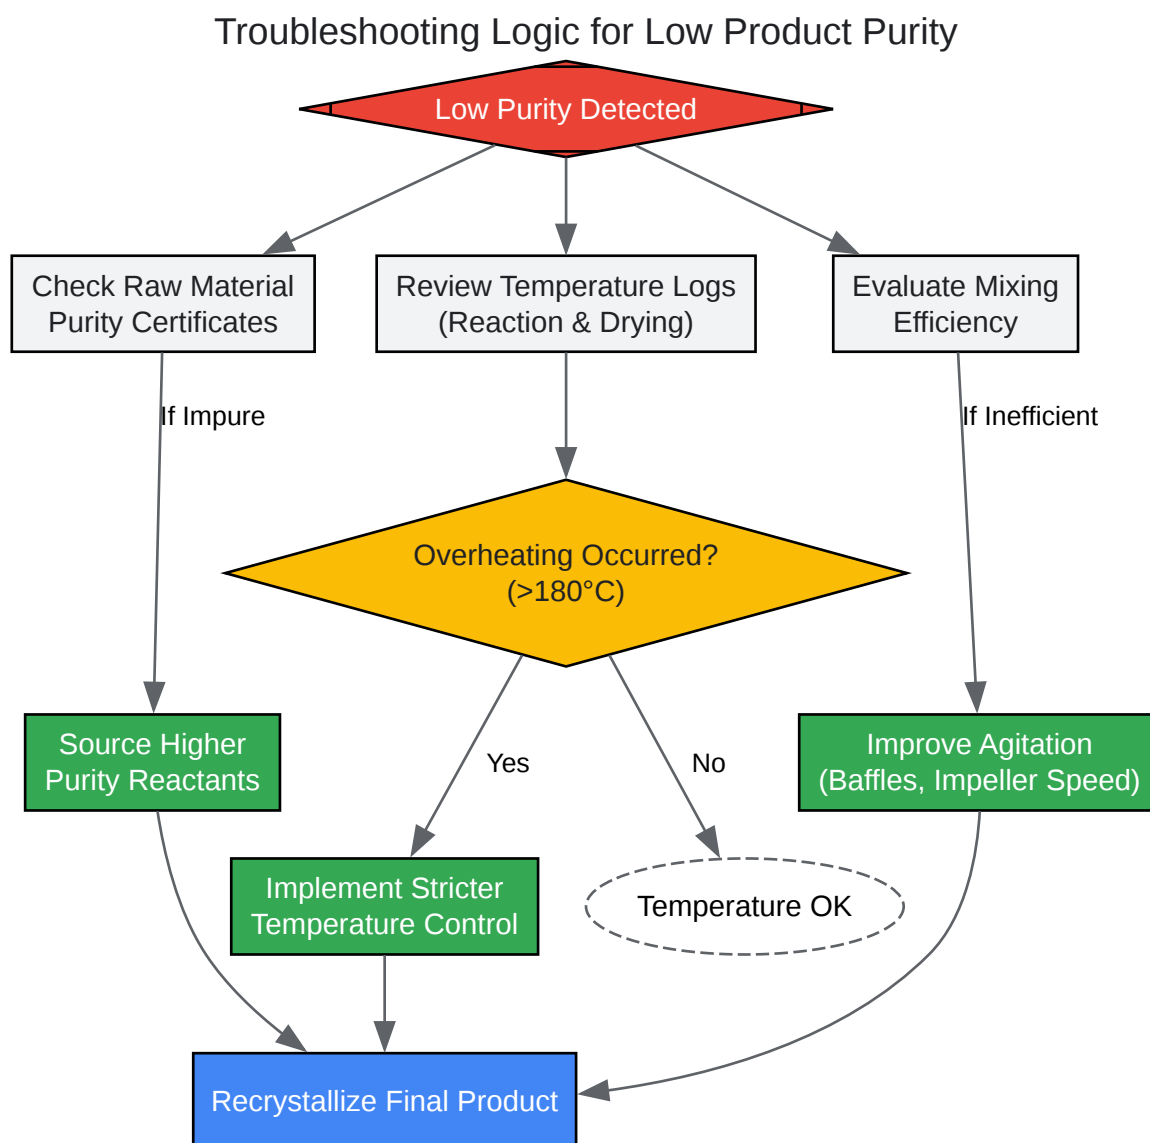 Troubleshooting Logic for Low Product Purity
Low Purity Detected
Check Raw Material
Purity Certificates
Review Temperature Logs
(Reaction & Drying)
Evaluate Mixing
Efficiency
If Impure
If Inefficient
Overheating Occurred?
(>180°C)
Source Higher
Purity Reactants
Yes
No
Improve Agitation
(Baffles, Impeller Speed)
Implement Stricter
Temperature Control
Temperature OK
Recrystallize Final Product